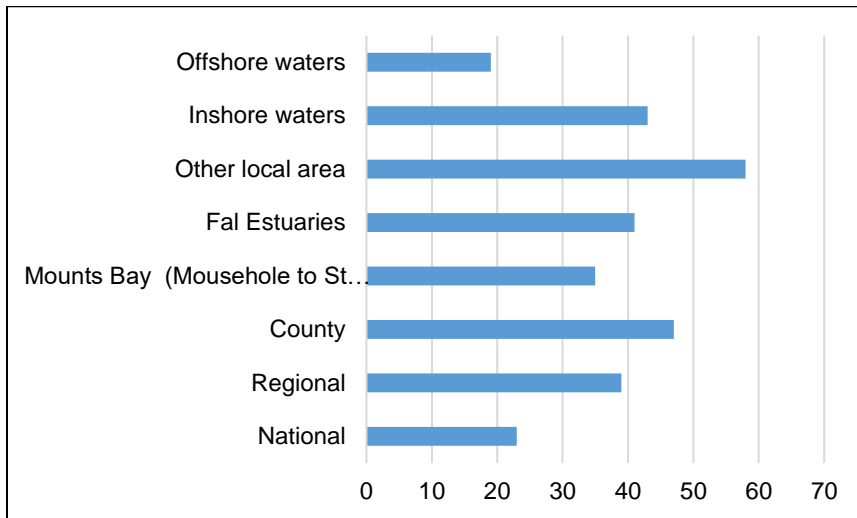 Offshore waters
Inshore waters
Other local area
Fal Estuaries
Mounts Bay  (Mousehole to St…
County
Regional
National
0 10 20 30 40 50 60 70